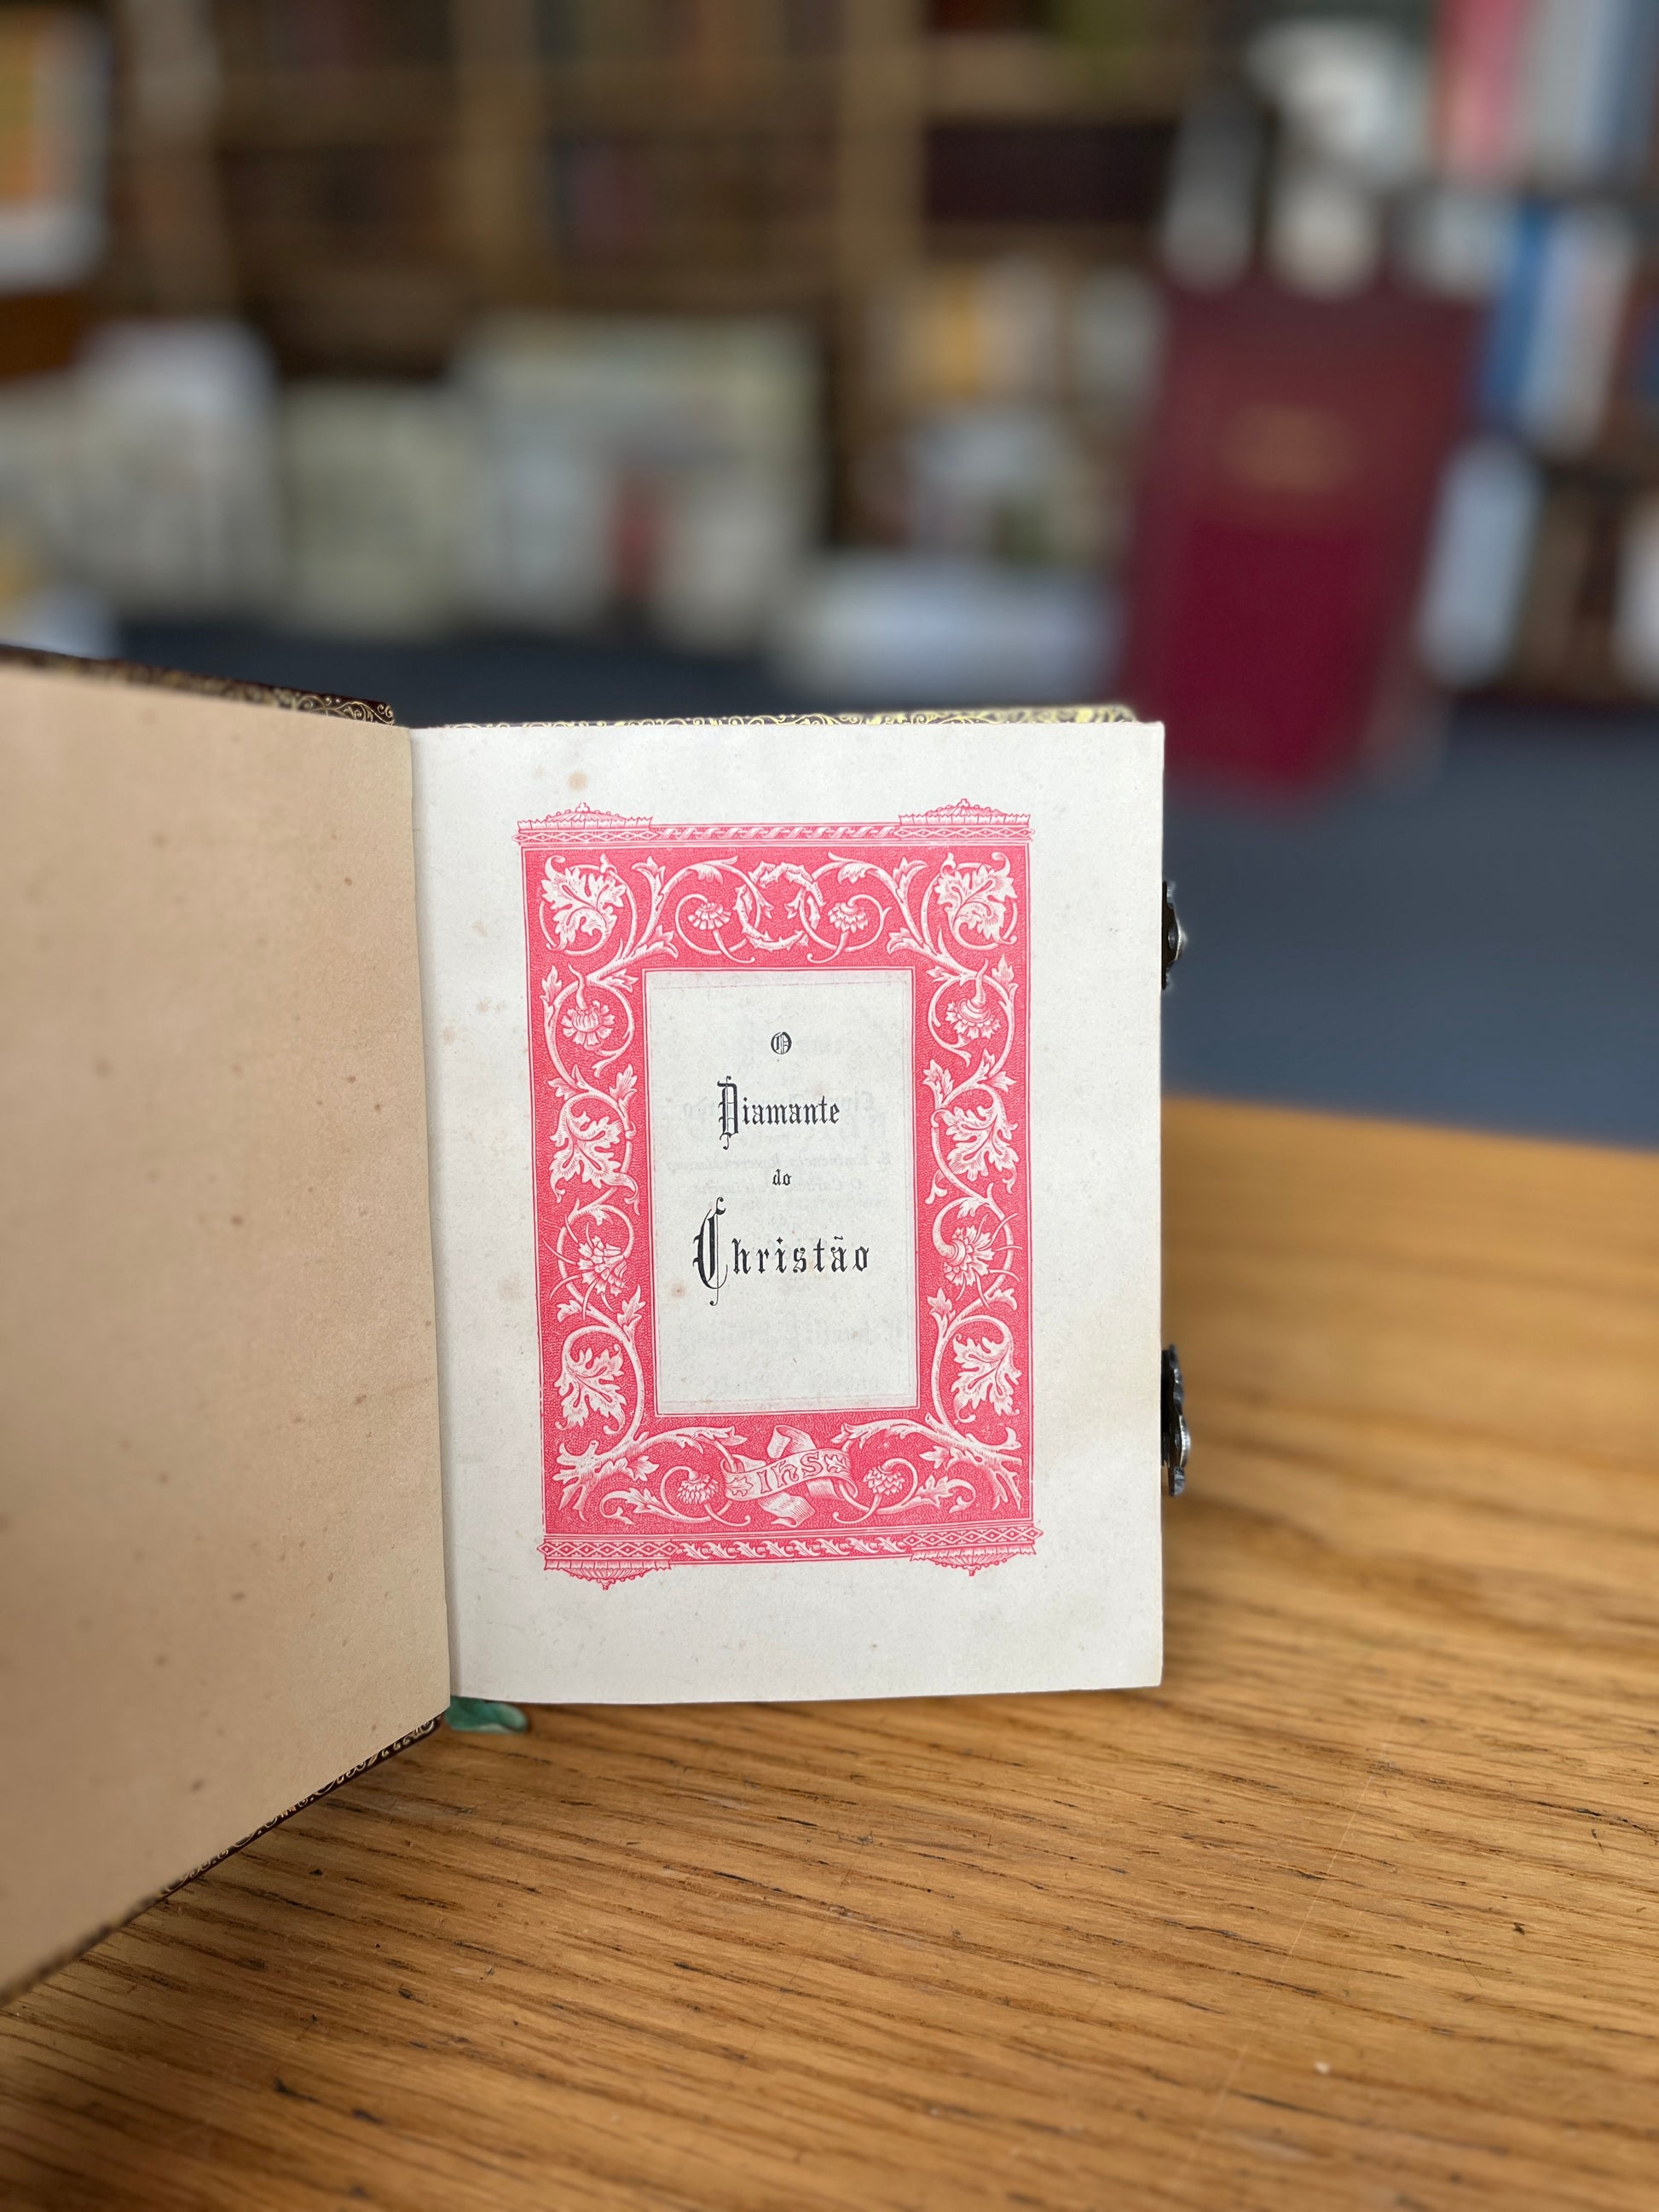 O
Diamante
do
Christão
IHS